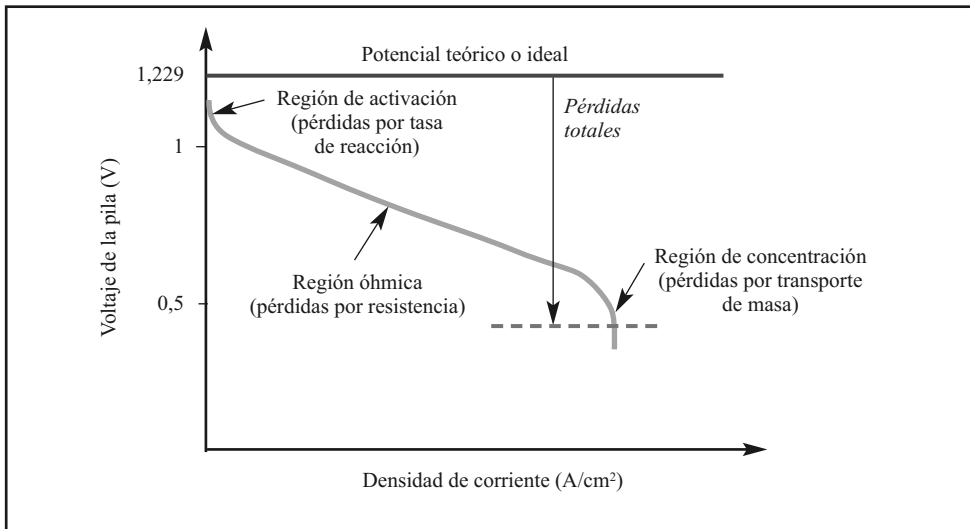 Potencial teórico o ideal
1,229
Región de activación
(pérdidas por tasa
de reacción)
Pérdidas
totales
1
Voltaje de la pila (V)
Región óhmica
(pérdidas por resistencia)
Región de concentración
(pérdidas por transporte
de masa)
0,5
Densidad de corriente (A/cm²)